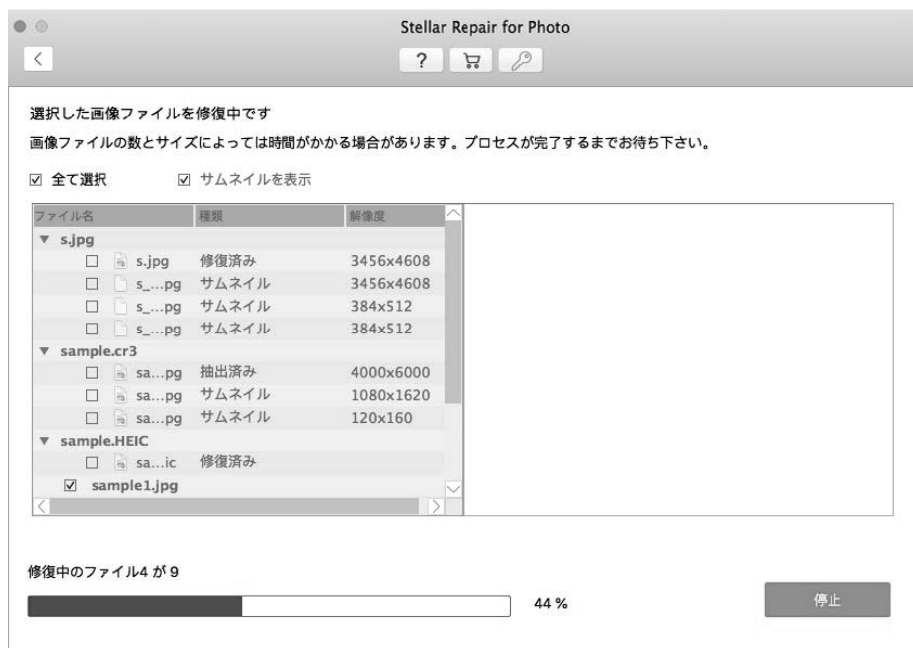 Stellar Repair for Photo
?
選択した画像ファイルを修復中です
画像ファイルの数とサイズによっては時間がかかる場合があります。プロセスが完了するまでお待ち下さい。
全て選択 サムネイルを表示
ファイル名 種類 解像度
s.jpg
s.jpg 修復済み 3456x4608
s_...pg サムネイル 3456x4608
s_...pg サムネイル 384x512
s_...pg サムネイル 384x512
sample.cr3
sa...pg 抽出済み 4000x6000
sa...pg サムネイル 1080x1620
sa...pg サムネイル 120x160
sample.HEIC
sa...ic 修復済み
sample1.jpg
修復中のファイル4 が 9
44 %
停止